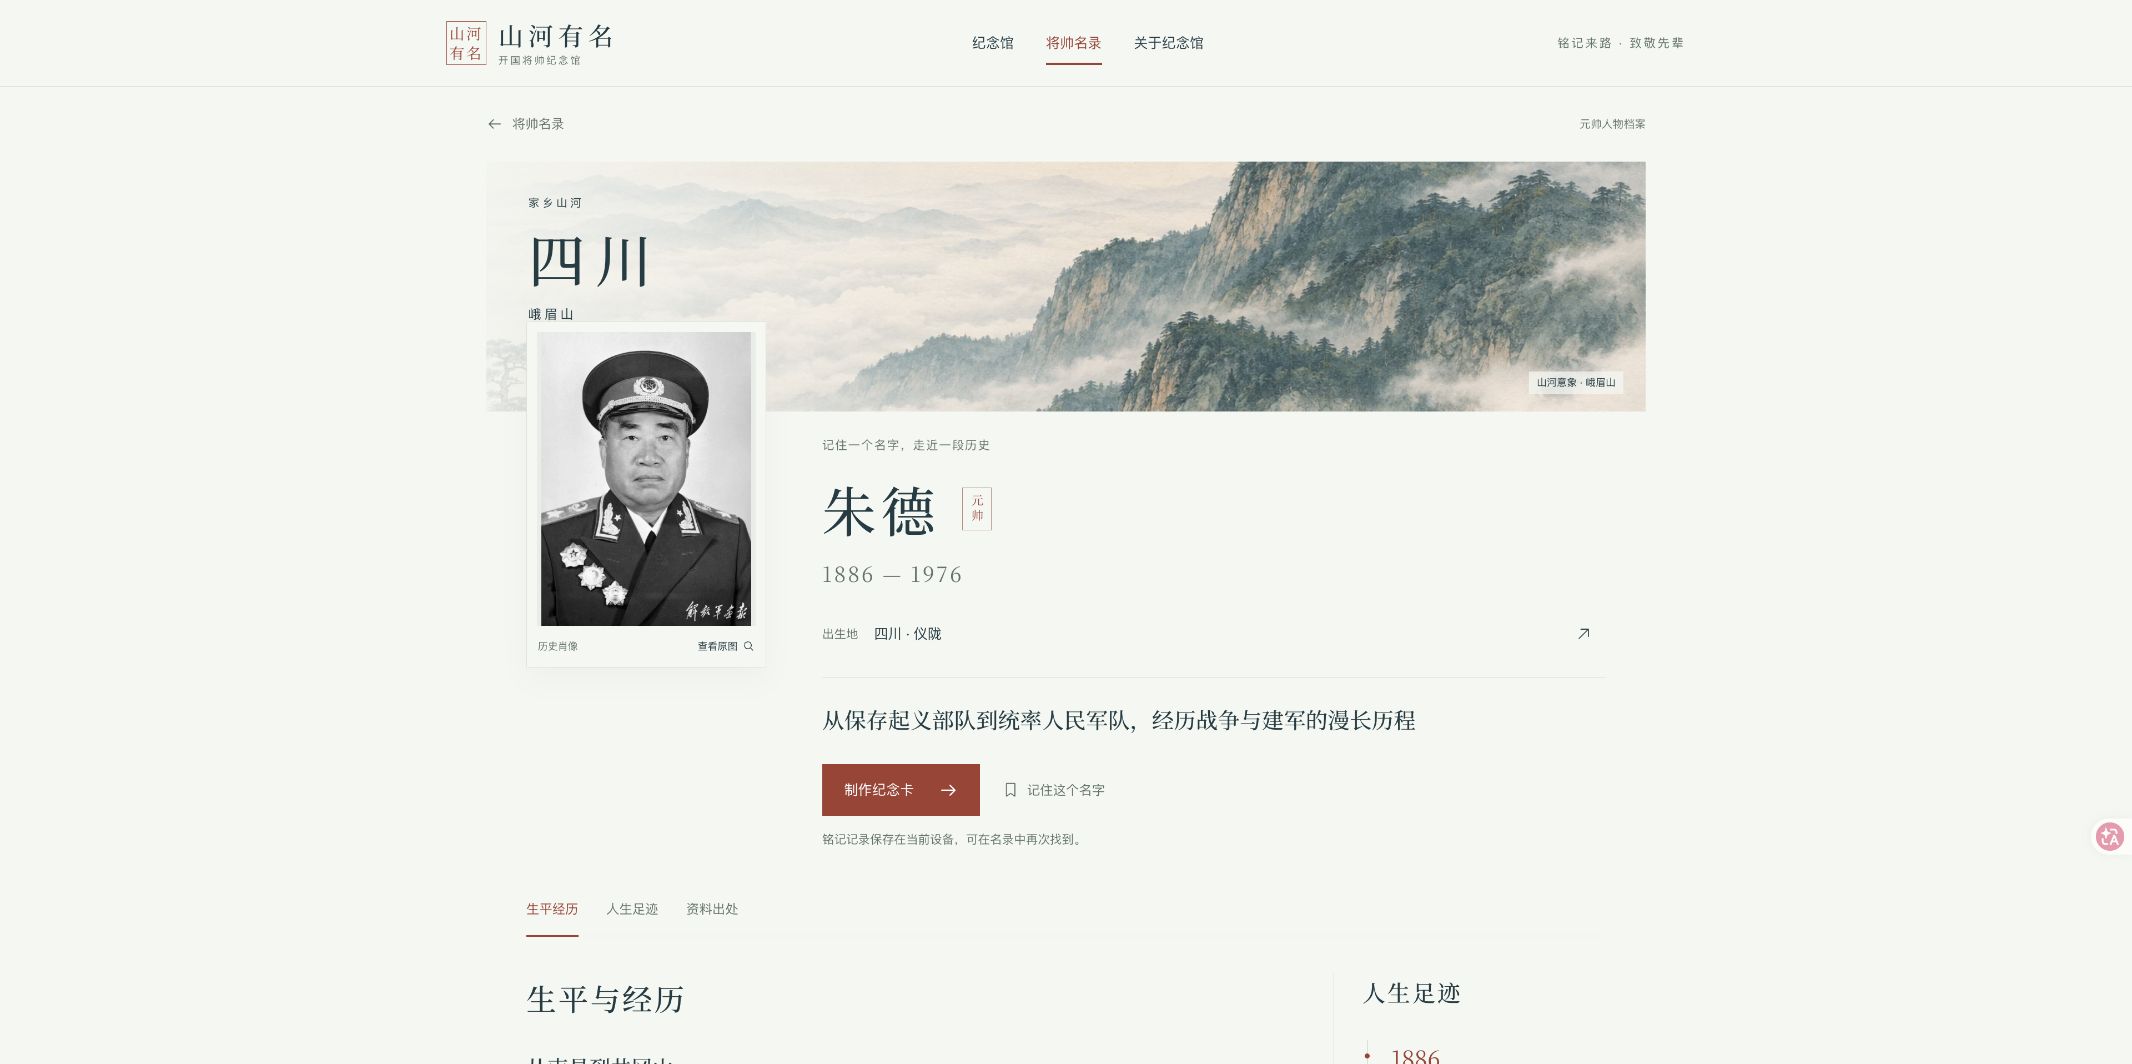 山河有名
山河有名
开国将帅纪念馆
纪念馆
将帅名录
关于纪念馆
铭记来路 · 致敬先辈
← 将帅名录
元帅人物档案
家乡山河
四川
峨眉山
山河意象 · 峨眉山
解放军画报
历史肖像
查看原图
记住一个名字，走近一段历史
朱德
元帅
1886 — 1976
出生地 四川 · 仪陇
从保存起义部队到统率人民军队，经历战争与建军的漫长历程
制作纪念卡 →
记住这个名字
铭记记录保存在当前设备，可在名录中再次找到。
生平经历
人生足迹
资料出处
生平与经历
人生足迹
1886